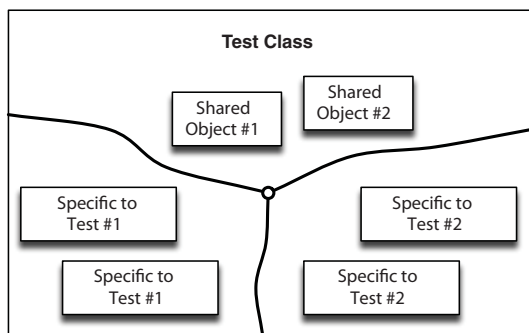 Test Class
Shared
Object #1
Shared
Object #2
Specific to
Test #1
Specific to
Test #2
Specific to
Test #1
Specific to
Test #2